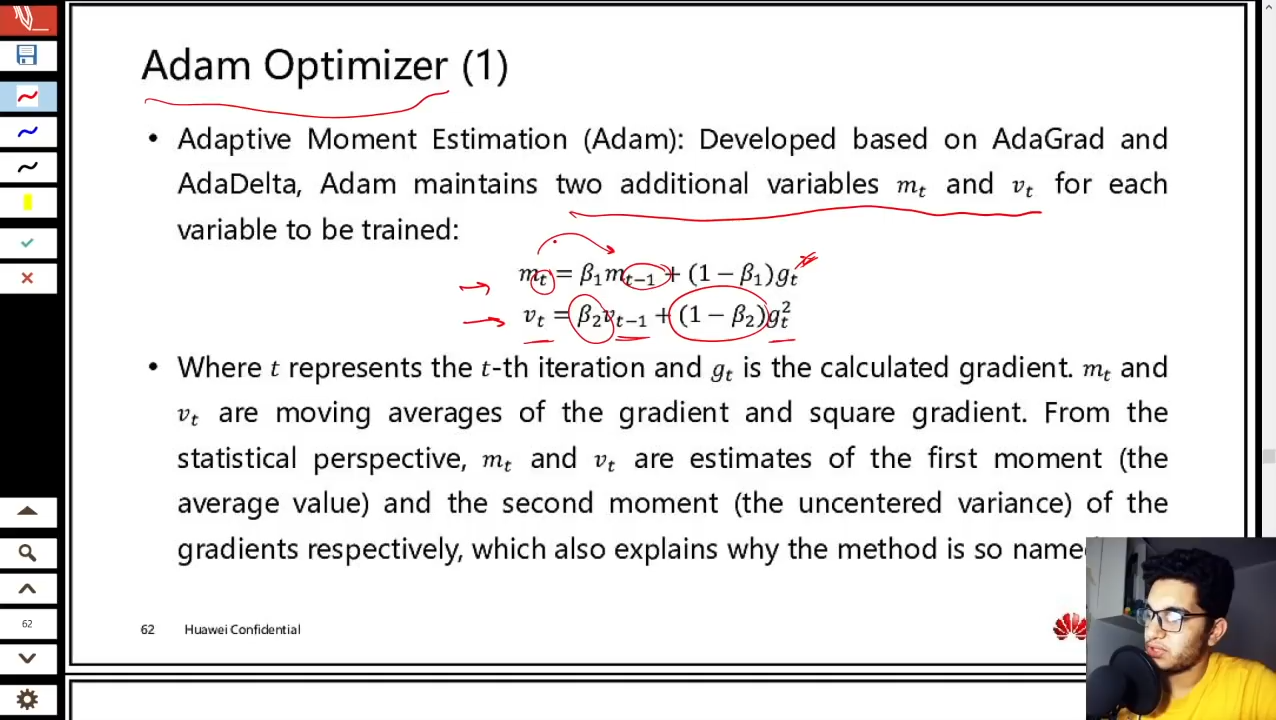 Adam Optimizer (1)
• Adaptive Moment Estimation (Adam): Developed based on AdaGrad and
AdaDelta, Adam maintains two additional variables mₜ and vₜ for each
variable to be trained:
mₜ = β₁mₜ₋₁ + (1 − β₁)gₜ
vₜ = β₂vₜ₋₁ + (1 − β₂)gₜ²
• Where t represents the t-th iteration and gₜ is the calculated gradient. mₜ and
vₜ are moving averages of the gradient and square gradient. From the
statistical perspective, mₜ and vₜ are estimates of the first moment (the
average value) and the second moment (the uncentered variance) of the
gradients respectively, which also explains why the method is so name
62
62 Huawei Confidential